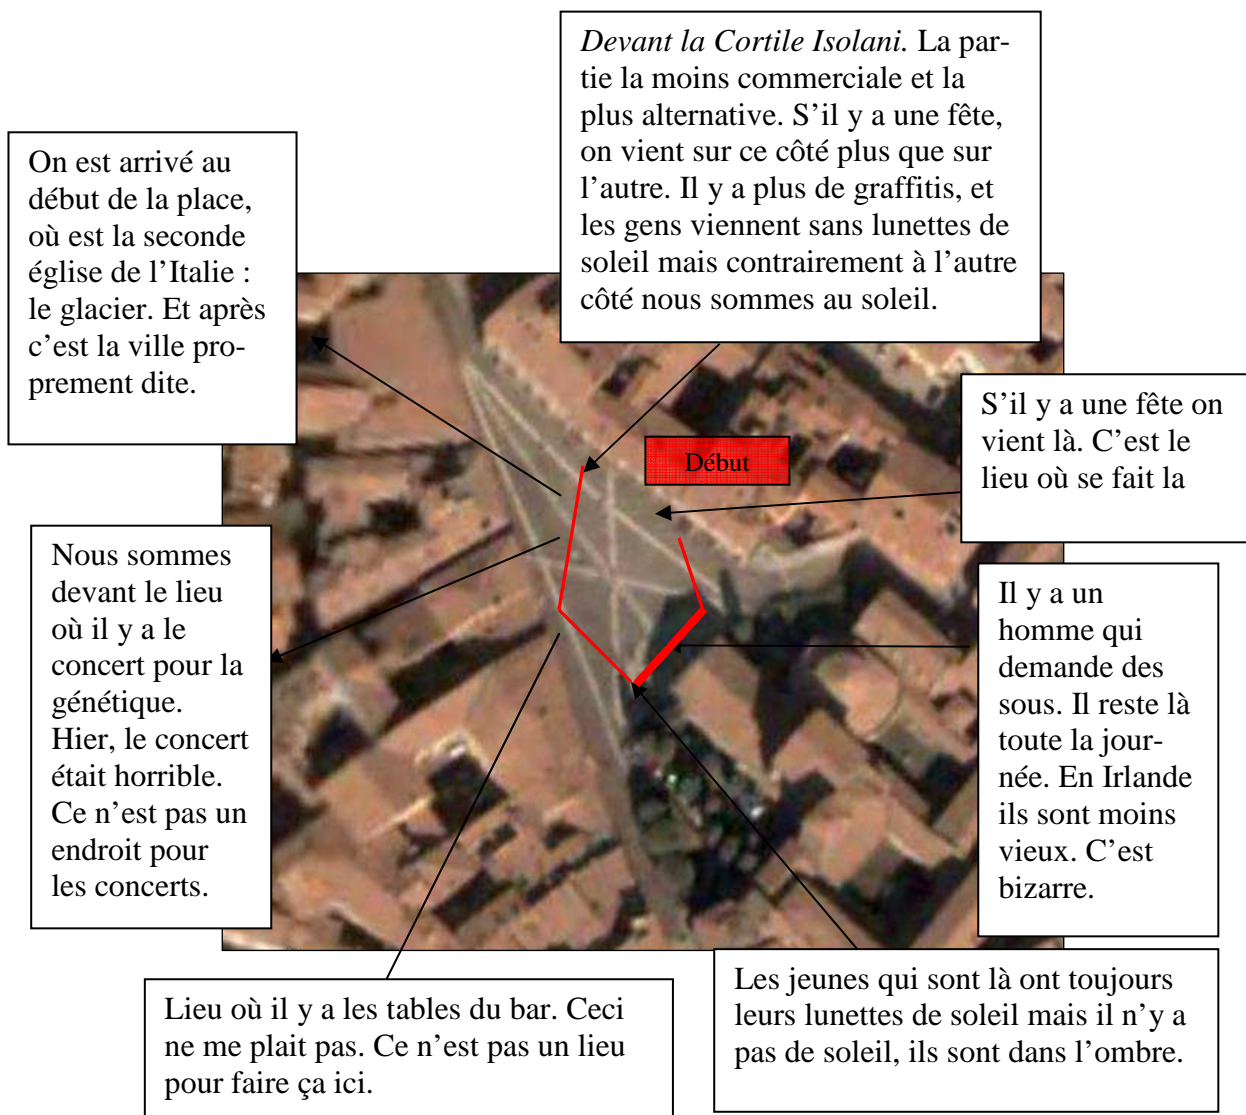 Devant la Cortile Isolani. La par-
tie la moins commerciale et la
plus alternative. S’il y a une fête,
on vient sur ce côté plus que sur
l’autre. Il y a plus de graffitis, et
les gens viennent sans lunettes de
soleil mais contrairement à l’autre
côté nous sommes au soleil.
On est arrivé au
début de la place,
où est la seconde
église de l’Italie :
le glacier. Et après
c’est la ville pro-
prement dite.
S’il y a une fête on
vient là. C’est le
lieu où se fait la
Début
Nous sommes
devant le lieu
où il y a le
concert pour la
génétique.
Hier, le concert
était horrible.
Ce n’est pas un
endroit pour
les concerts.
Il y a un
homme qui
demande des
sous. Il reste là
toute la jour-
née. En Irlande
ils sont moins
vieux. C’est
bizarre.
Lieu où il y a les tables du bar. Ceci
ne me plait pas. Ce n’est pas un lieu
pour faire ça ici.
Les jeunes qui sont là ont toujours
leurs lunettes de soleil mais il n’y a
pas de soleil, ils sont dans l’ombre.